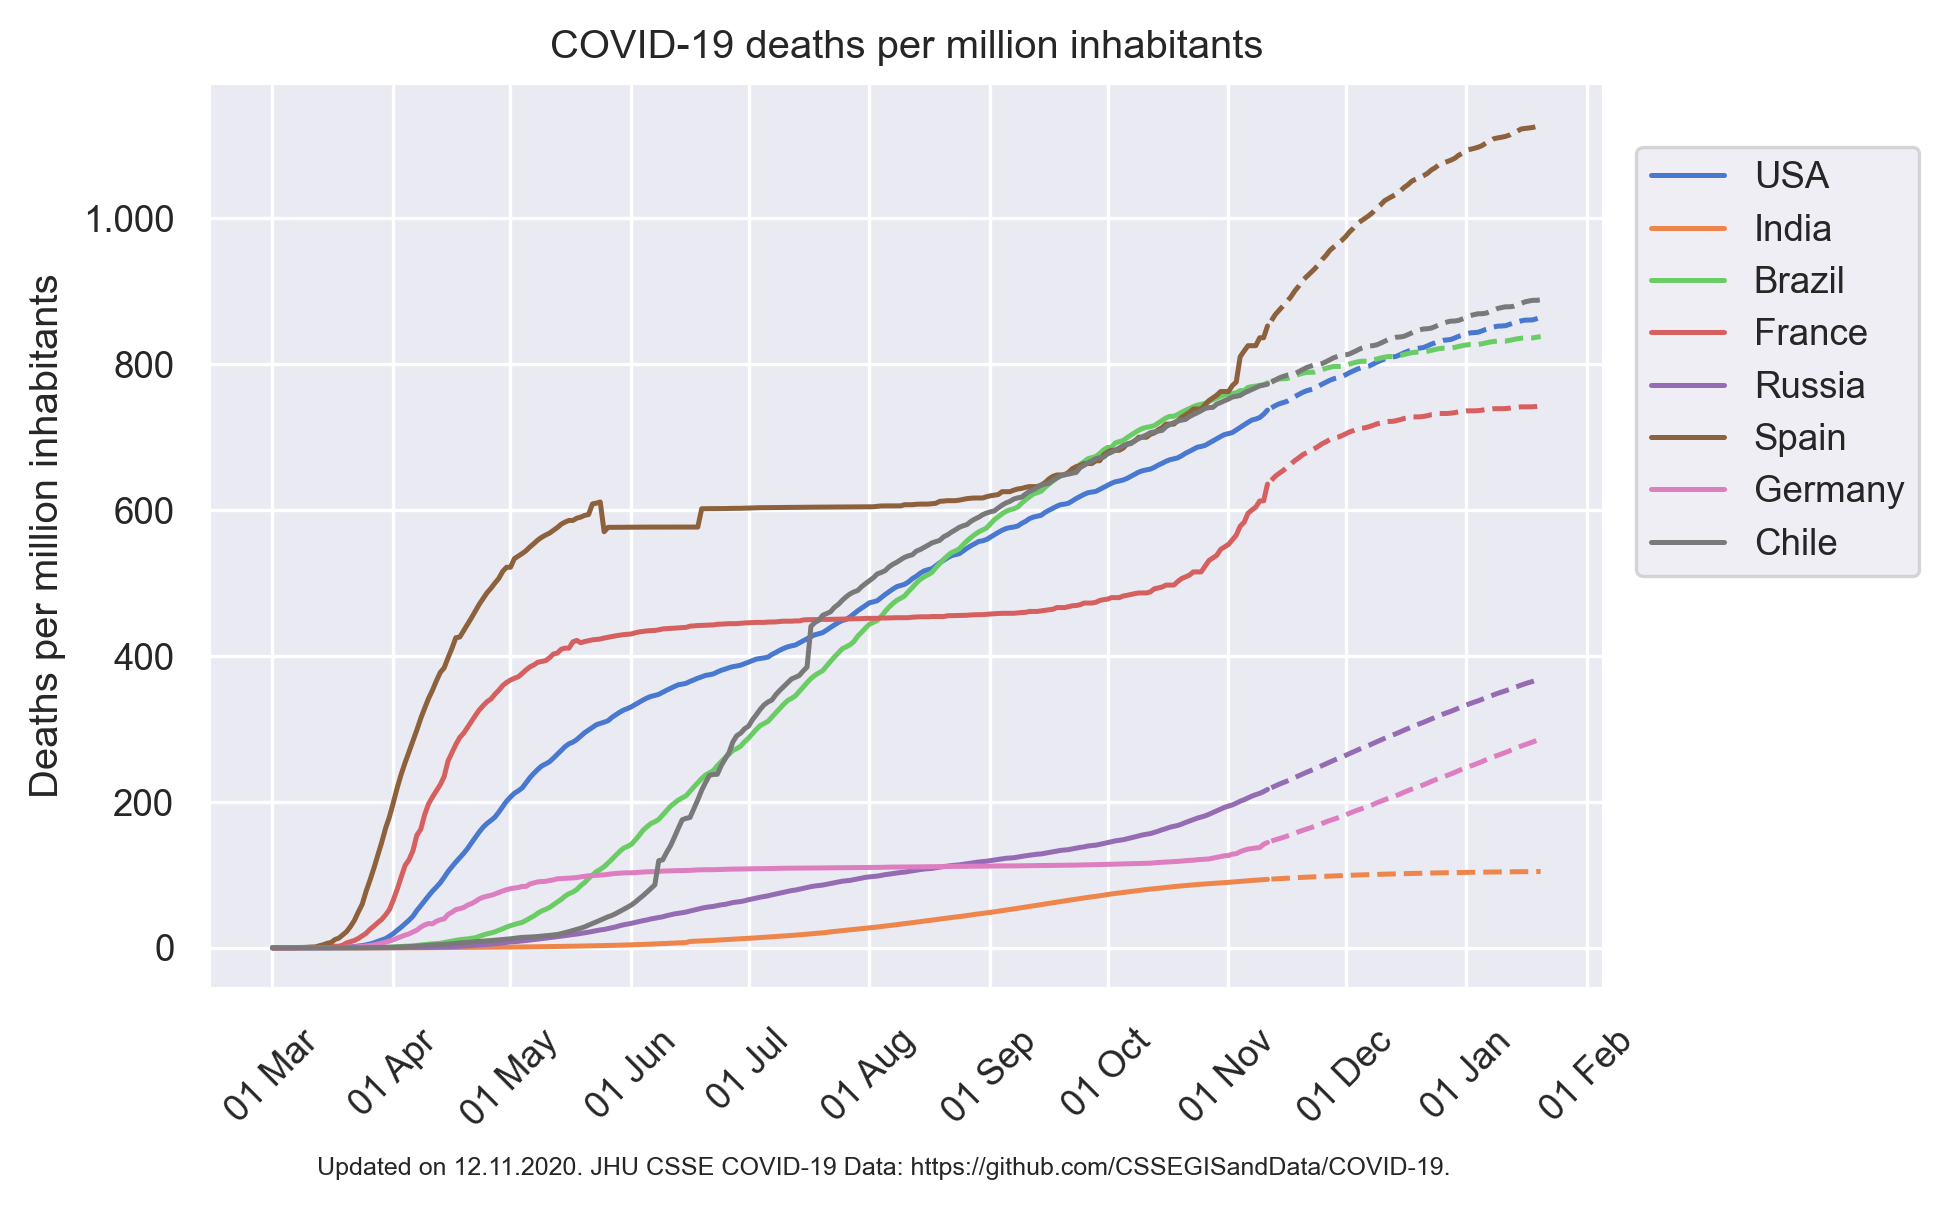 COVID-19 deaths per million inhabitants
Deaths per million inhabitants
1.000
800
600
400
200
0
01 Mar
01 Apr
01 May
01 Jun
01 Jul
01 Aug
01 Sep
01 Oct
01 Nov
01 Dec
01 Jan
01 Feb
USA
India
Brazil
France
Russia
Spain
Germany
Chile
Updated on 12.11.2020. JHU CSSE COVID-19 Data: https://github.com/CSSEGISandData/COVID-19.